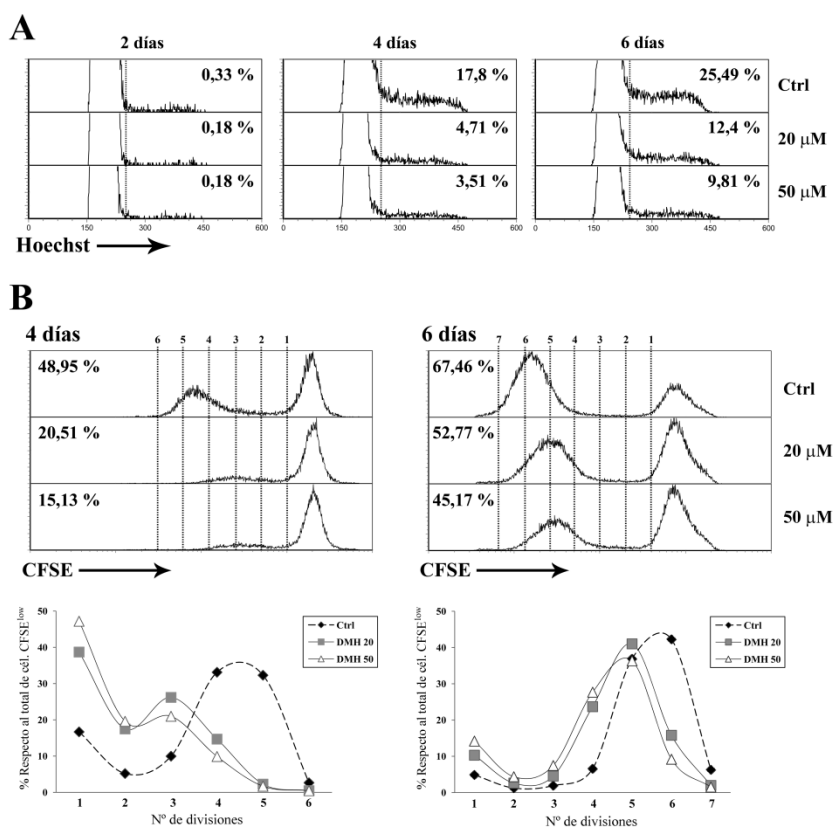 A
2 días 4 días 6 días
0,33 % 17,8 % 25,49 % Ctrl
0,18 % 4,71 % 12,4 % 20 µM
0,18 % 3,51 % 9,81 % 50 µM
0 150 300 450 600 0 150 300 450 600 0 150 300 450 600
Hoechst
B
4 días 6 días
6 5 4 3 2 1 7 6 5 4 3 2 1
48,95 % 67,46 % Ctrl
20,51 % 52,77 % 20 µM
15,13 % 45,17 % 50 µM
CFSE CFSE
% Respecto al total de cél. CFSElow
50
40
30
20
10
0
1 2 3 4 5 6
Nº de divisiones
Ctrl
DMH 20
DMH 50
% Respecto al total de cél. CFSElow
50
40
30
20
10
0
1 2 3 4 5 6 7
Nº de divisiones
Ctrl
DMH 20
DMH 50